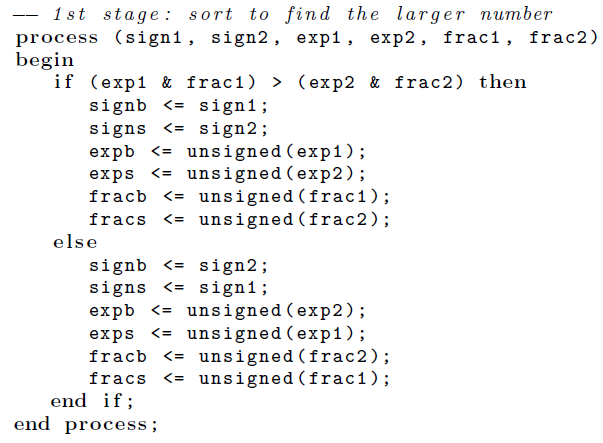 -- 1st stage: sort to find the larger number
process (sign1, sign2, exp1, exp2, frac1, frac2)
begin
if (exp1 & frac1) > (exp2 & frac2) then
signb <= sign1;
signs <= sign2;
expb <= unsigned(exp1);
exps <= unsigned(exp2);
fracb <= unsigned(frac1);
fracs <= unsigned(frac2);
else
signb <= sign2;
signs <= sign1;
expb <= unsigned(exp2);
exps <= unsigned(exp1);
fracb <= unsigned(frac2);
fracs <= unsigned(frac1);
end if;
end process;